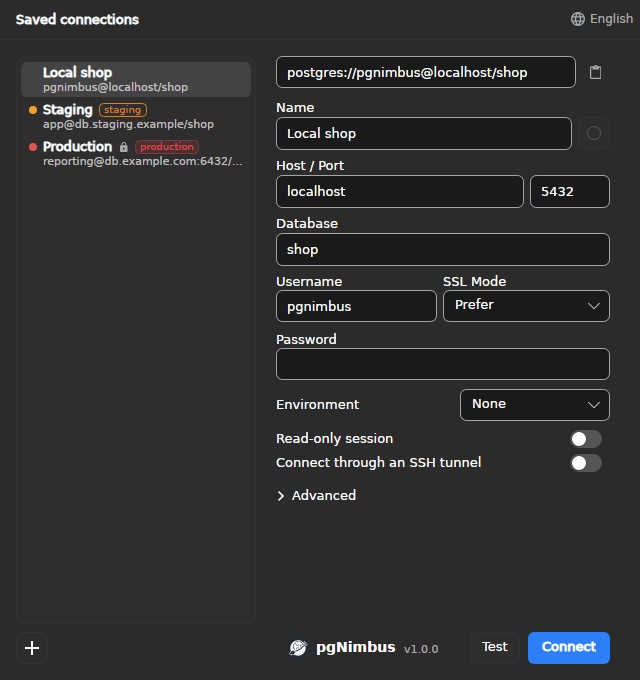 Saved connections
English
Local shop
pgnimbus@localhost/shop
Staging staging
app@db.staging.example/shop
Production production
reporting@db.example.com:6432/...
postgres://pgnimbus@localhost/shop
Name
Local shop
Host / Port
localhost 5432
Database
shop
Username SSL Mode
pgnimbus Prefer
Password
Environment None
Read-only session
Connect through an SSH tunnel
Advanced
pgNimbus v1.0.0
Test Connect